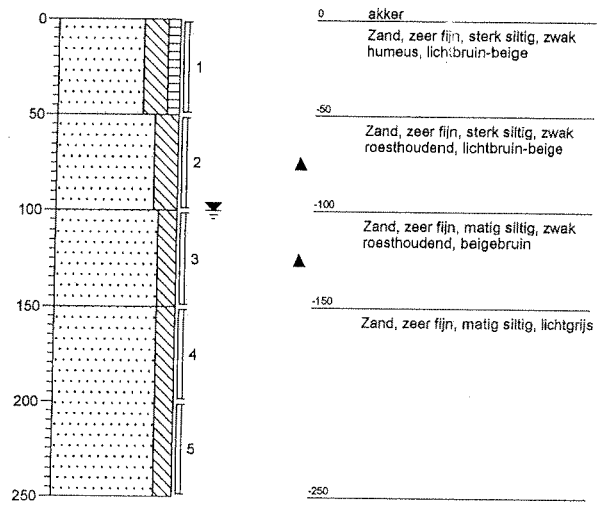 0
50
100
150
200
250
1
2
3
4
5
0 akker
Zand, zeer fijn, sterk siltig, zwak
humeus, lichtbruin-beige
-50
Zand, zeer fijn, sterk siltig, zwak
roesthoudend, lichtbruin-beige
-100
Zand, zeer fijn, matig siltig, zwak
roesthoudend, beigebruin
-150
Zand, zeer fijn, matig siltig, lichtgrijs
-250